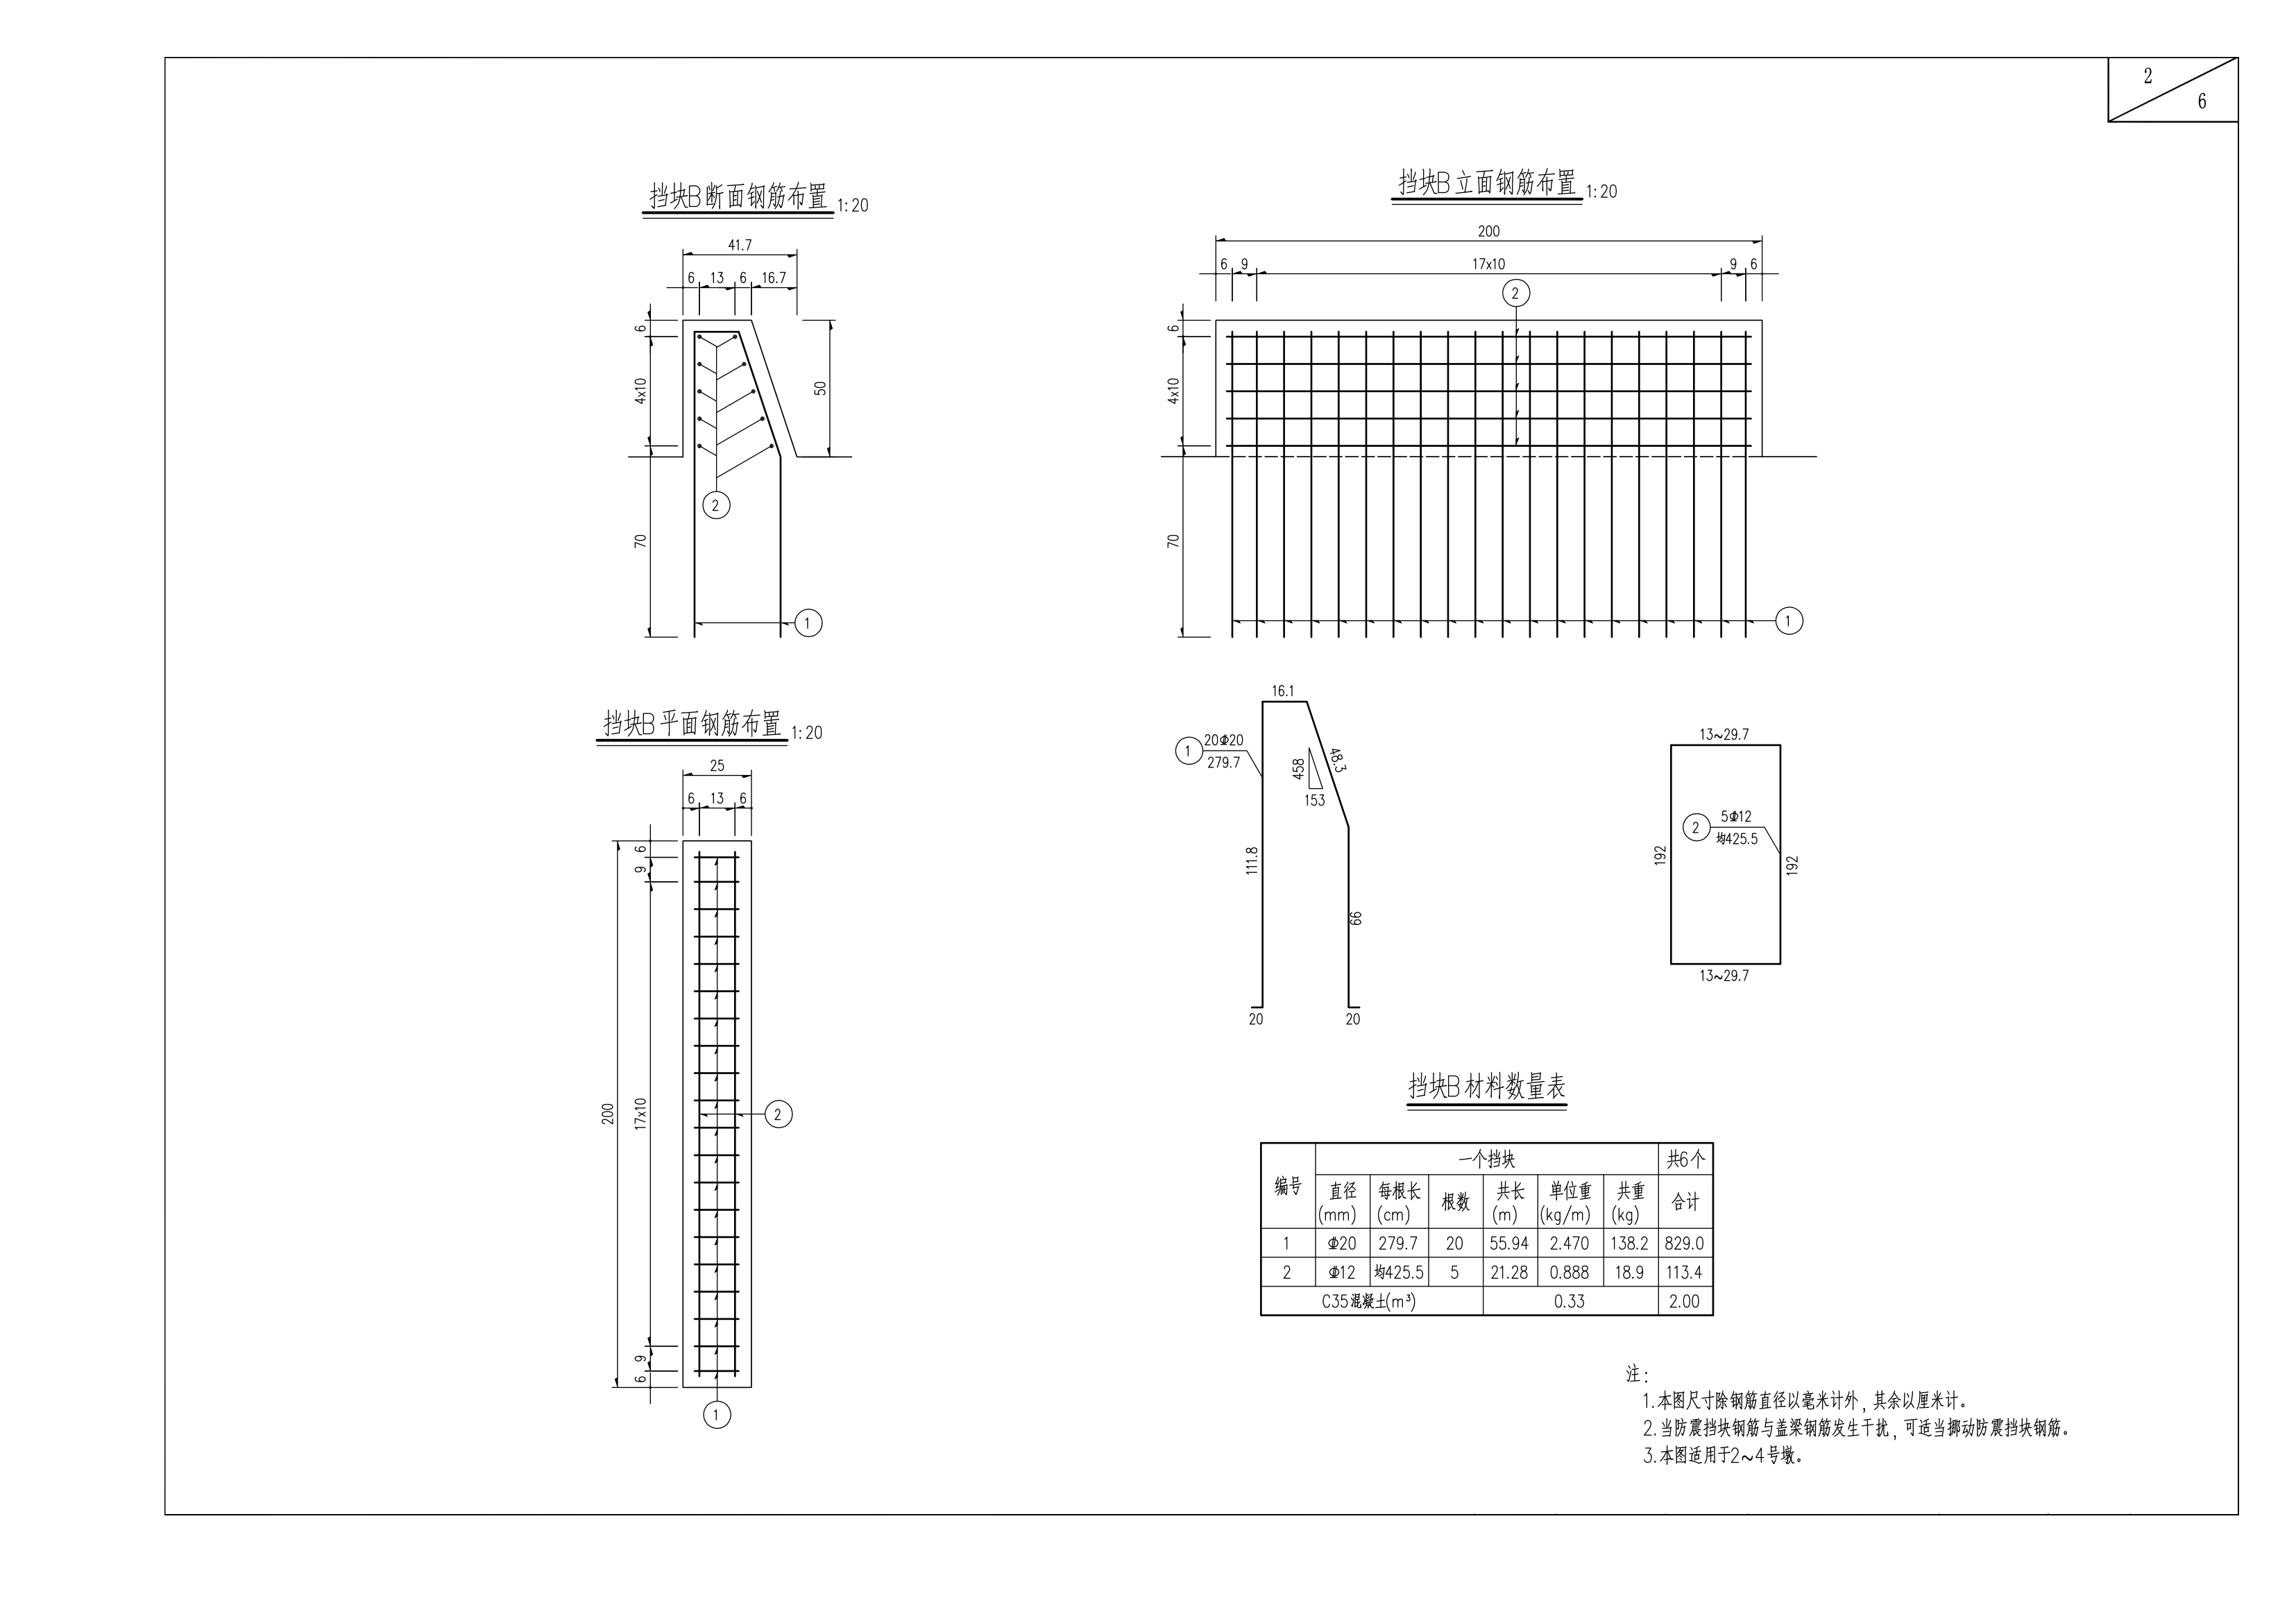 2
6
挡块B断面钢筋布置 1:20
41.7
6 13 6 16.7
6
4x10
50
70
2
1
挡块B立面钢筋布置 1:20
200
6 9 17x10 9 6
2
6
4x10
70
1
挡块B平面钢筋布置 1:20
25
6 13 6
6
9
200
17x10
2
9
6
1
16.1
1 20Φ20
279.7
458
153
48.3
111.8
66
20 20
13~29.7
2 5Φ12
均425.5
192
192
13~29.7
挡块B材料数量表
编号 一个挡块 共6个
直径(mm) 每根长(cm) 根数 共长(m) 单位重(kg/m) 共重(kg) 合计
1 Φ20 279.7 20 55.94 2.470 138.2 829.0
2 Φ12 均425.5 5 21.28 0.888 18.9 113.4
C35混凝土(m³) 0.33 2.00
注:
1.本图尺寸除钢筋直径以毫米计外,其余以厘米计。
2.当防震挡块钢筋与盖梁钢筋发生干扰,可适当挪动防震挡块钢筋。
3.本图适用于2~4号墩。